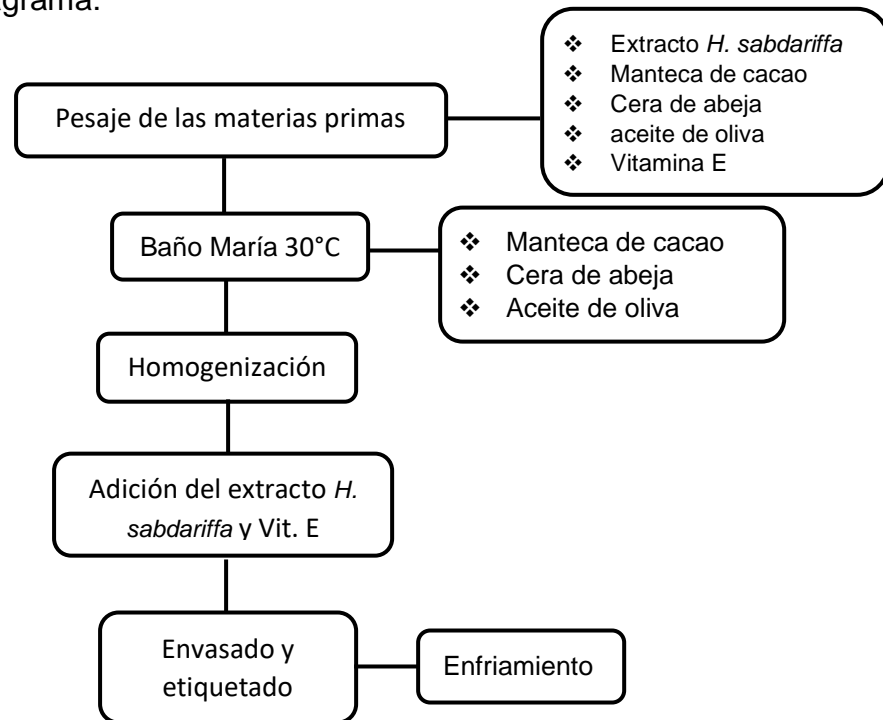 agrama:
❖ Extracto H. sabdariffa
❖ Manteca de cacao
❖ Cera de abeja
❖ aceite de oliva
❖ Vitamina E
Pesaje de las materias primas
Baño María 30°C
❖ Manteca de cacao
❖ Cera de abeja
❖ Aceite de oliva
Homogenización
Adición del extracto H.
sabdariffa y Vit. E
Envasado y
etiquetado
Enfriamiento